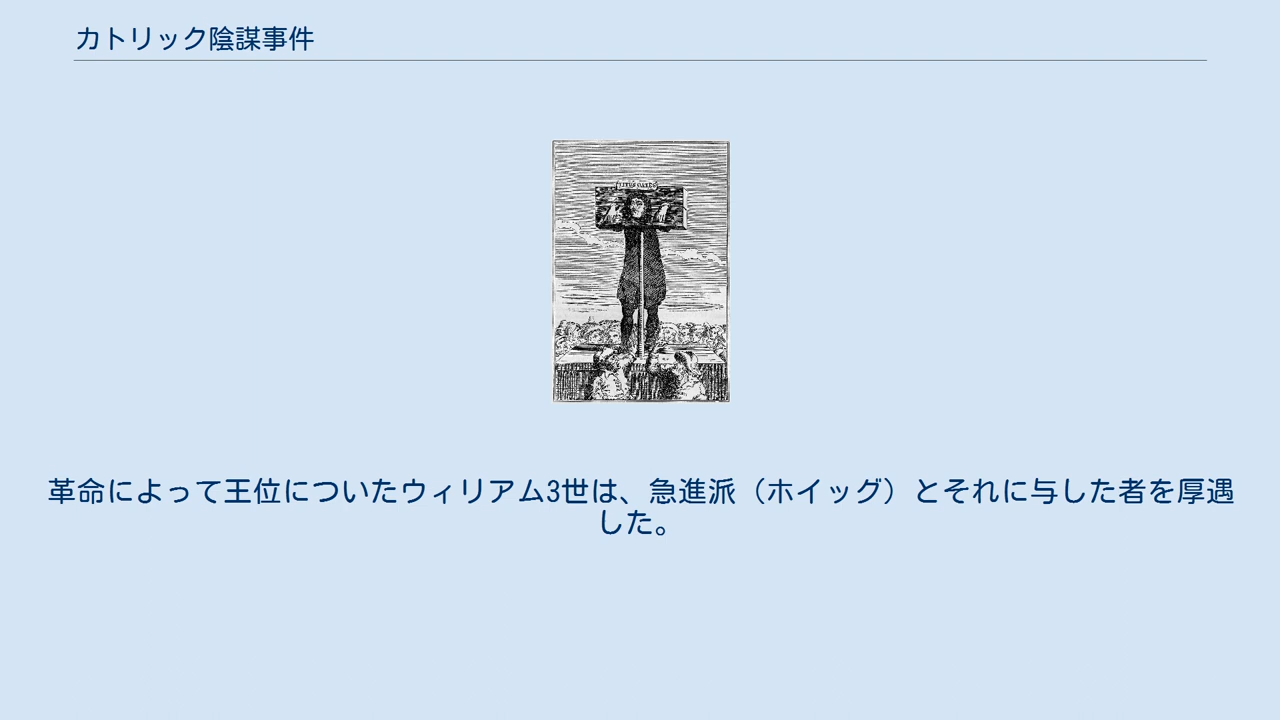 カトリック陰謀事件
革命によって王位についたウィリアム3世は、急進派（ホイッグ）とそれに与した者を厚遇
した。